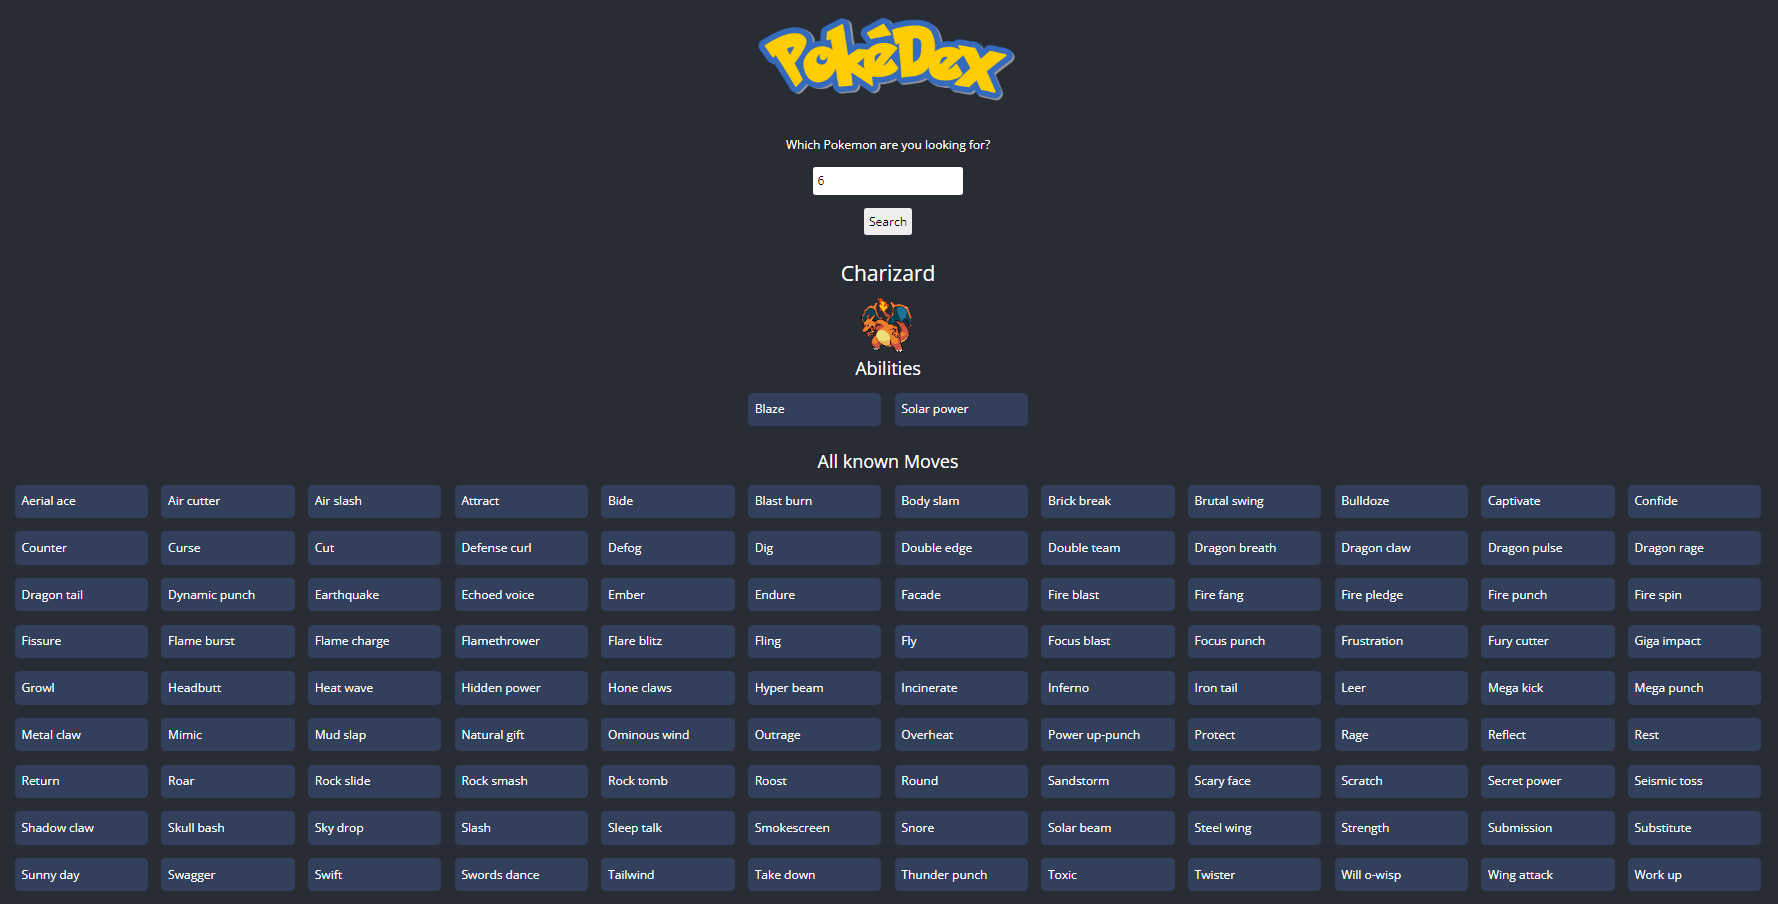 PokéDex
Which Pokemon are you looking for?
6
Search
Charizard
Abilities
Blaze Solar power
All known Moves
Aerial ace Air cutter Air slash Attract Bide Blast burn Body slam Brick break Brutal swing Bulldoze Captivate Confide
Counter Curse Cut Defense curl Defog Dig Double edge Double team Dragon breath Dragon claw Dragon pulse Dragon rage
Dragon tail Dynamic punch Earthquake Echoed voice Ember Endure Facade Fire blast Fire fang Fire pledge Fire punch Fire spin
Fissure Flame burst Flame charge Flamethrower Flare blitz Fling Fly Focus blast Focus punch Frustration Fury cutter Giga impact
Growl Headbutt Heat wave Hidden power Hone claws Hyper beam Incinerate Inferno Iron tail Leer Mega kick Mega punch
Metal claw Mimic Mud slap Natural gift Ominous wind Outrage Overheat Power up-punch Protect Rage Reflect Rest
Return Roar Rock slide Rock smash Rock tomb Roost Round Sandstorm Scary face Scratch Secret power Seismic toss
Shadow claw Skull bash Sky drop Slash Sleep talk Smokescreen Snore Solar beam Steel wing Strength Submission Substitute
Sunny day Swagger Swift Swords dance Tailwind Take down Thunder punch Toxic Twister Will o-wisp Wing attack Work up